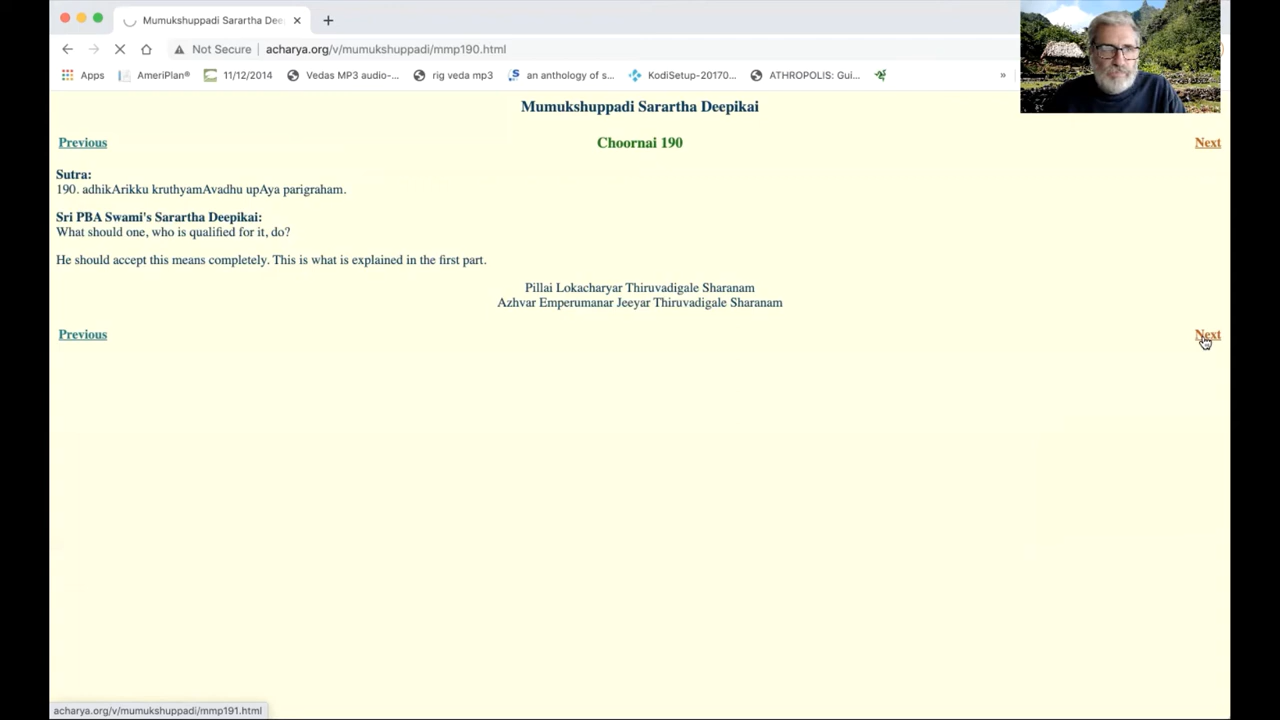 Mumukshuppadi Sarartha Dee
Not Secure acharya.org/v/mumukshuppadi/mmp190.html
Apps AmeriPlan® 11/12/2014 Vedas MP3 audio-... rig veda mp3 an anthology of s... KodiSetup-20170... ATHROPOLIS: Gui... »
Mumukshuppadi Sarartha Deepikai
Previous Choornai 190 Next
Sutra:
190. adhikArikku kruthyamAvadhu upAya parigraham.
Sri PBA Swami's Sarartha Deepikai:
What should one, who is qualified for it, do?
He should accept this means completely. This is what is explained in the first part.
Pillai Lokacharyar Thiruvadigale Sharanam
Azhvar Emperumanar Jeeyar Thiruvadigale Sharanam
Previous Next
acharya.org/v/mumukshuppadi/mmp191.html